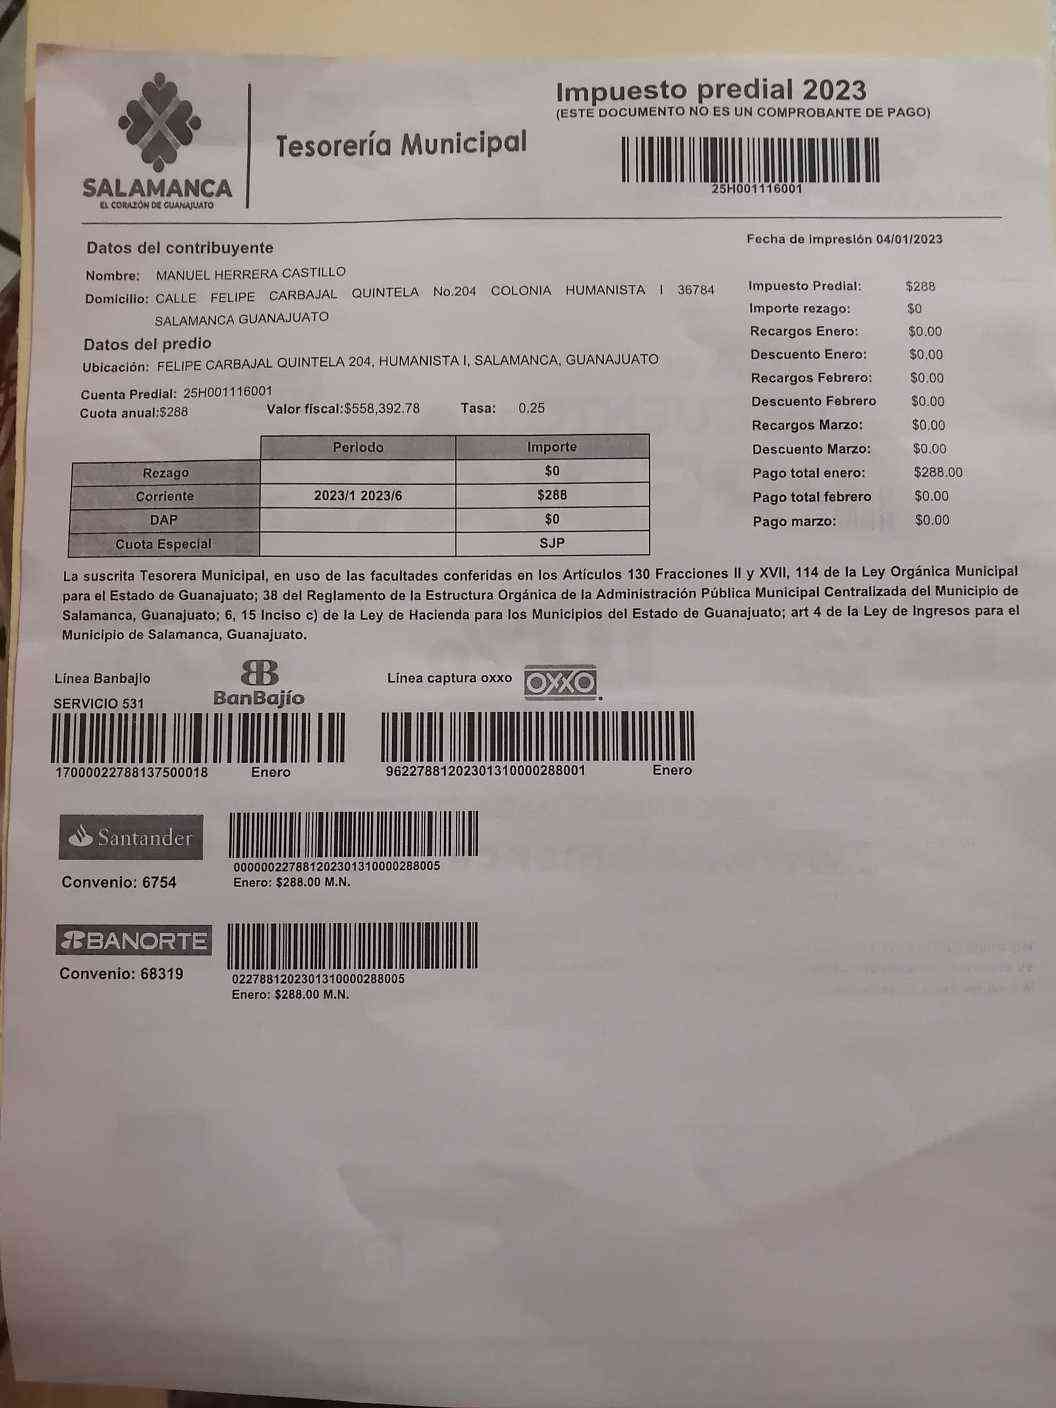 Impuesto predial 2023
(ESTE DOCUMENTO NO ES UN COMPROBANTE DE PAGO)
Tesorería Municipal
SALAMANCA
EL CORAZÓN DE GUANAJUATO
25H001116001
Fecha de impresión 04/01/2023
Datos del contribuyente
Nombre: MANUEL HERRERA CASTILLO
Domicilio: CALLE FELIPE CARBAJAL QUINTELA No.204 COLONIA HUMANISTA I 36784
SALAMANCA GUANAJUATO
Datos del predio
Ubicación: FELIPE CARBAJAL QUINTELA 204, HUMANISTA I, SALAMANCA, GUANAJUATO
Cuenta Predial: 25H001116001
Cuota anual:$288 Valor fiscal:$558,392.78 Tasa: 0.25
Impuesto Predial: $288
Importe rezago: $0
Recargos Enero: $0.00
Descuento Enero: $0.00
Recargos Febrero: $0.00
Descuento Febrero $0.00
Recargos Marzo: $0.00
Descuento Marzo: $0.00
Pago total enero: $288.00
Pago total febrero $0.00
Pago marzo: $0.00
Periodo Importe
Rezago $0
Corriente 2023/1 2023/6 $288
DAP $0
Cuota Especial SJP
La suscrita Tesorera Municipal, en uso de las facultades conferidas en los Artículos 130 Fracciones II y XVII, 114 de la Ley Orgánica Municipal
para el Estado de Guanajuato; 38 del Reglamento de la Estructura Orgánica de la Administración Pública Municipal Centralizada del Municipio de
Salamanca, Guanajuato; 6, 15 Inciso c) de la Ley de Hacienda para los Municipios del Estado de Guanajuato; art 4 de la Ley de Ingresos para el
Municipio de Salamanca, Guanajuato.
Línea BanbajIo
SERVICIO 531
BanBajío
17000022788137500018 Enero
Línea captura oxxo
OXXO
962278812023013100002880​01 Enero
Santander
Convenio: 6754
000000227881202301310000288005
Enero: $288.00 M.N.
BANORTE
Convenio: 68319
0227881202301310000288005
Enero: $288.00 M.N.